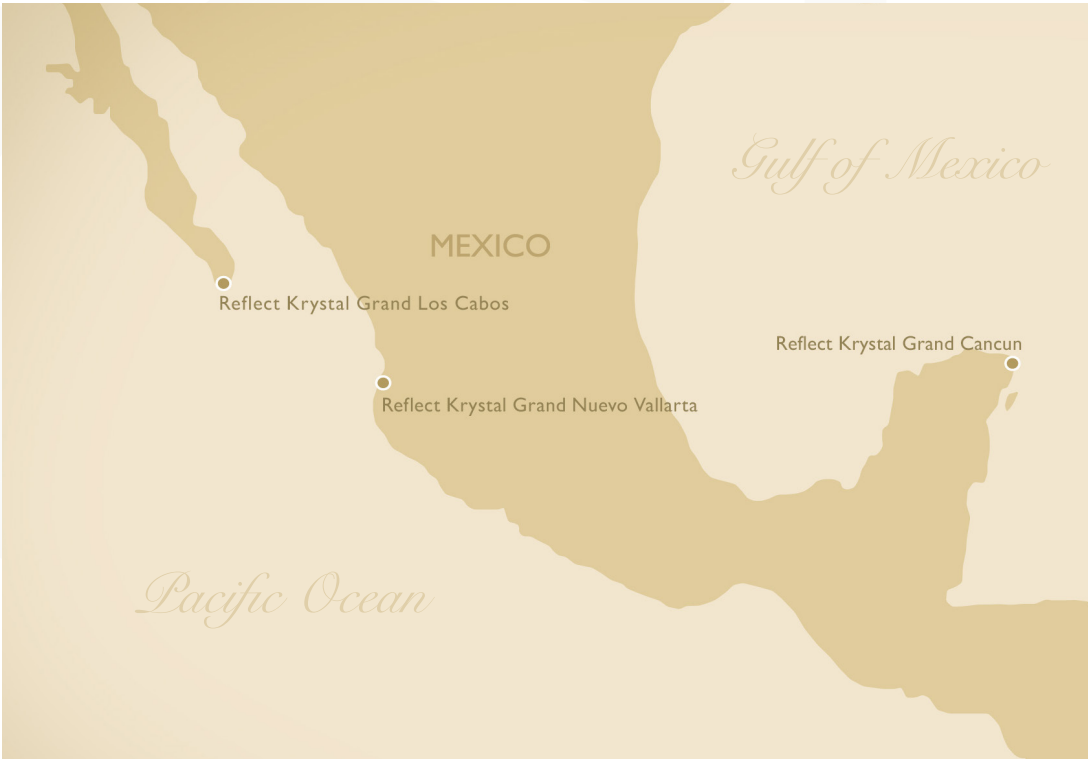 Gulf of Mexico
MEXICO
Reflect Krystal Grand Los Cabos
Reflect Krystal Grand Cancun
Reflect Krystal Grand Nuevo Vallarta
Pacific Ocean